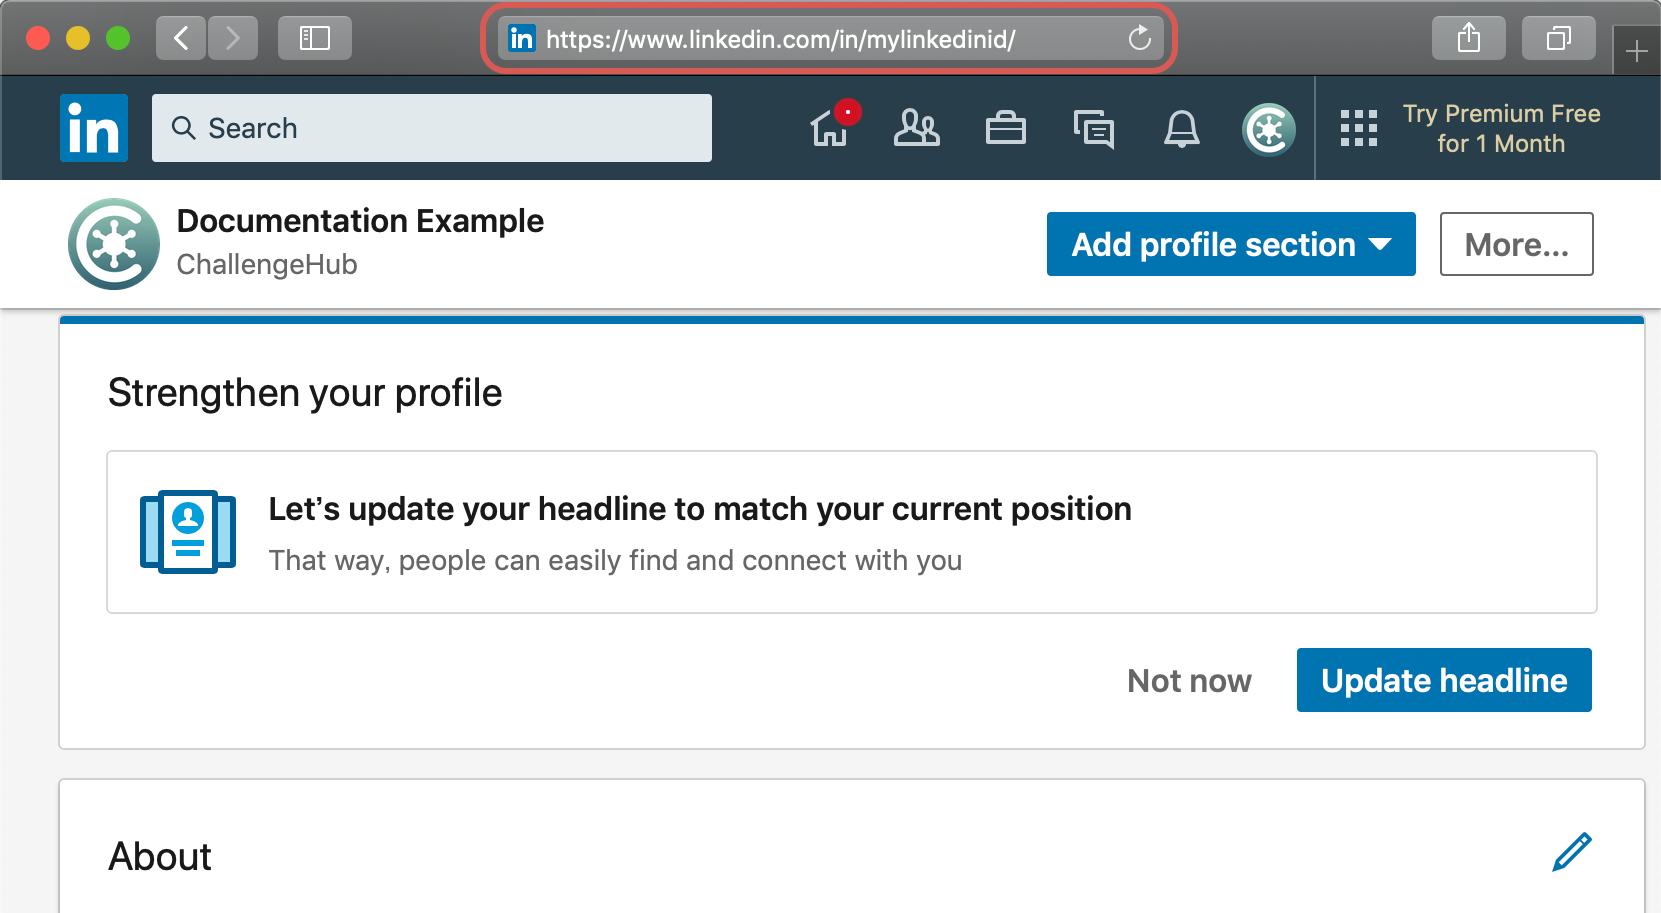 in https://www.linkedin.com/in/mylinkedinid/
in Search
Try Premium Free
for 1 Month
Documentation Example
ChallengeHub
Add profile section
More...
Strengthen your profile
Let’s update your headline to match your current position
That way, people can easily find and connect with you
Not now
Update headline
About